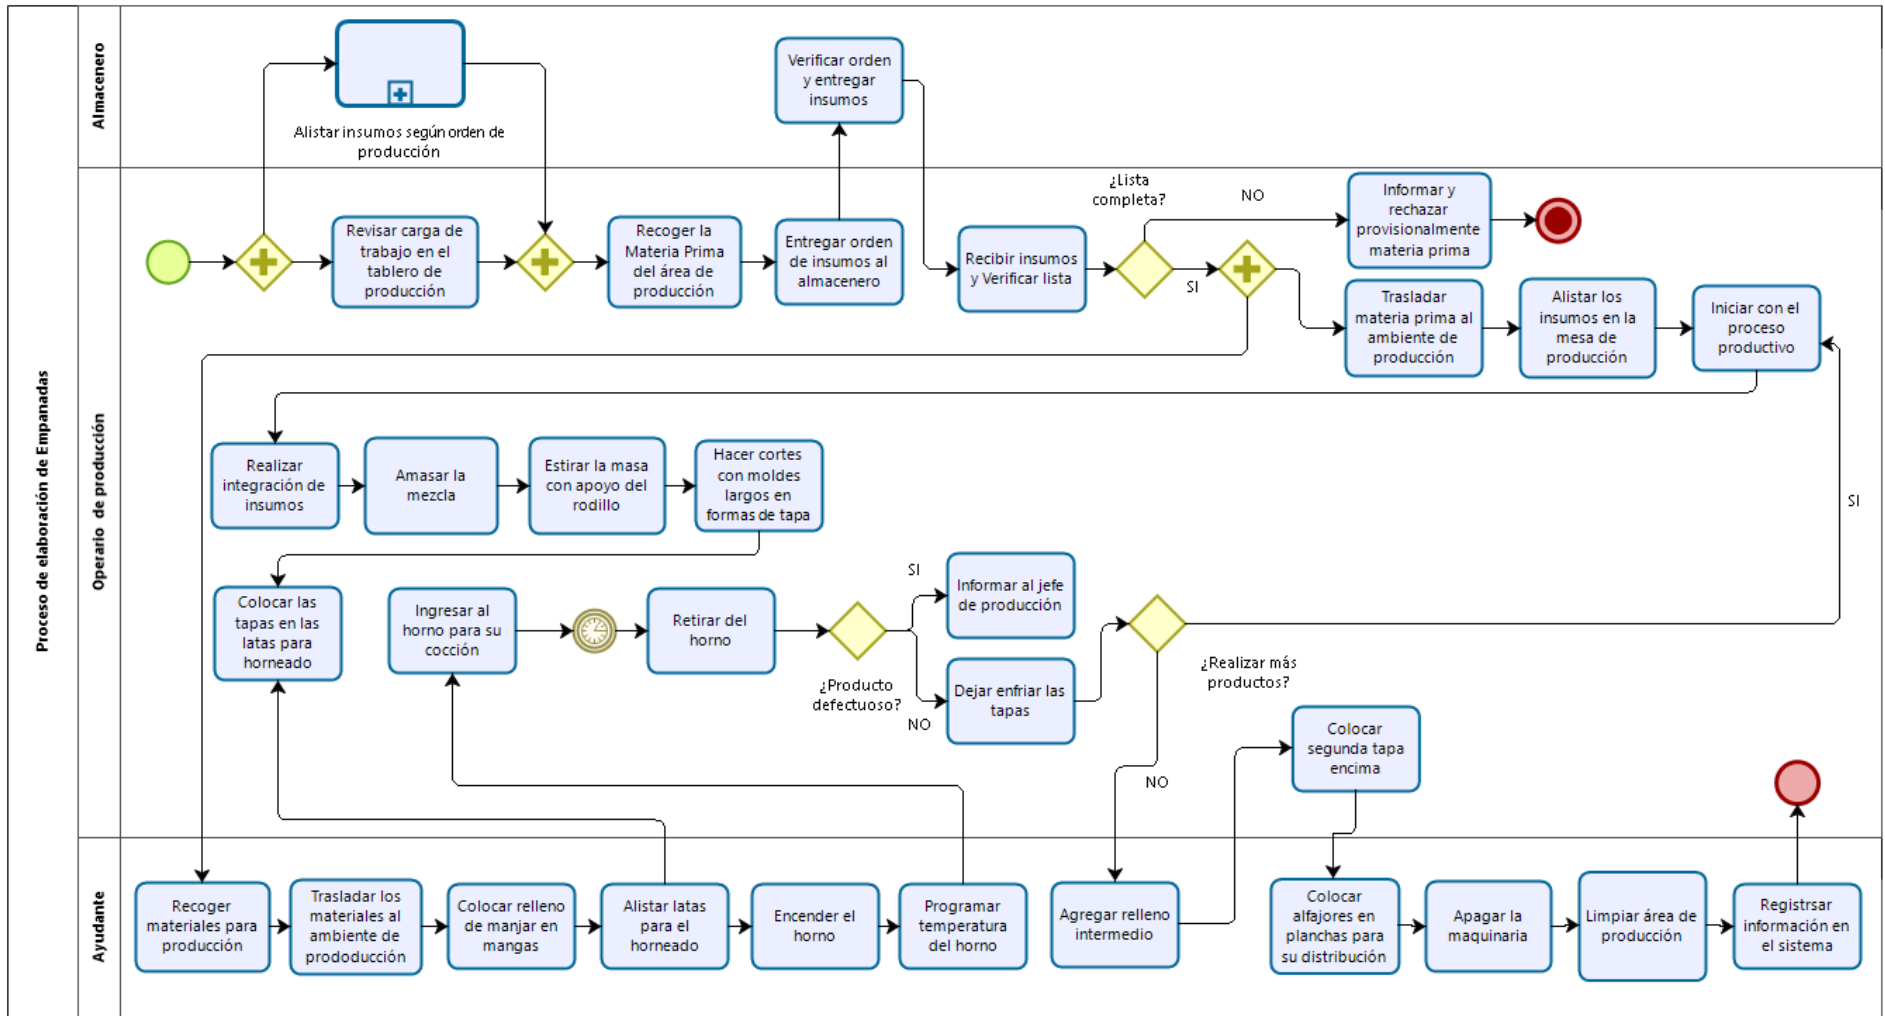 Proceso de elaboración de Empanadas
Almacenero
Alistar insumos según orden de
producción
Verificar orden
y entregar
insumos
Operario de producción
Revisar carga de
trabajo en el
tablero de
producción
Recoger la
Materia Prima
del área de
producción
Entregar orden
de insumos al
almacenero
Recibir insumos
y Verificar lista
¿Lista
completa?
NO
SI
Informar y
rechazar
provisionalmente
materia prima
Trasladar
materia prima al
ambiente de
producción
Alistar los
insumos en la
mesa de
producción
Iniciar con el
proceso
productivo
Realizar
integración de
insumos
Amasar la
mezcla
Estirar la masa
con apoyo del
rodillo
Hacer cortes
con moldes
largos en
formas de tapa
SI
Colocar las
tapas en las
latas para
horneado
Ingresar al
horno para su
cocción
Retirar del
horno
¿Producto
defectuoso?
SI
NO
Informar al jefe
de producción
Dejar enfriar las
tapas
¿Realizar más
productos?
NO
Colocar
segunda tapa
encima
Ayudante
Recoger
materiales para
producción
Trasladar los
materiales al
ambiente de
prododucción
Colocar relleno
de manjar en
mangas
Alistar latas
para el
horneado
Encender el
horno
Programar
temperatura
del horno
Agregar relleno
intermedio
Colocar
alfajores en
planchas para
su distribución
Apagar la
maquinaria
Limpiar área de
producción
Registrsar
información en
el sistema